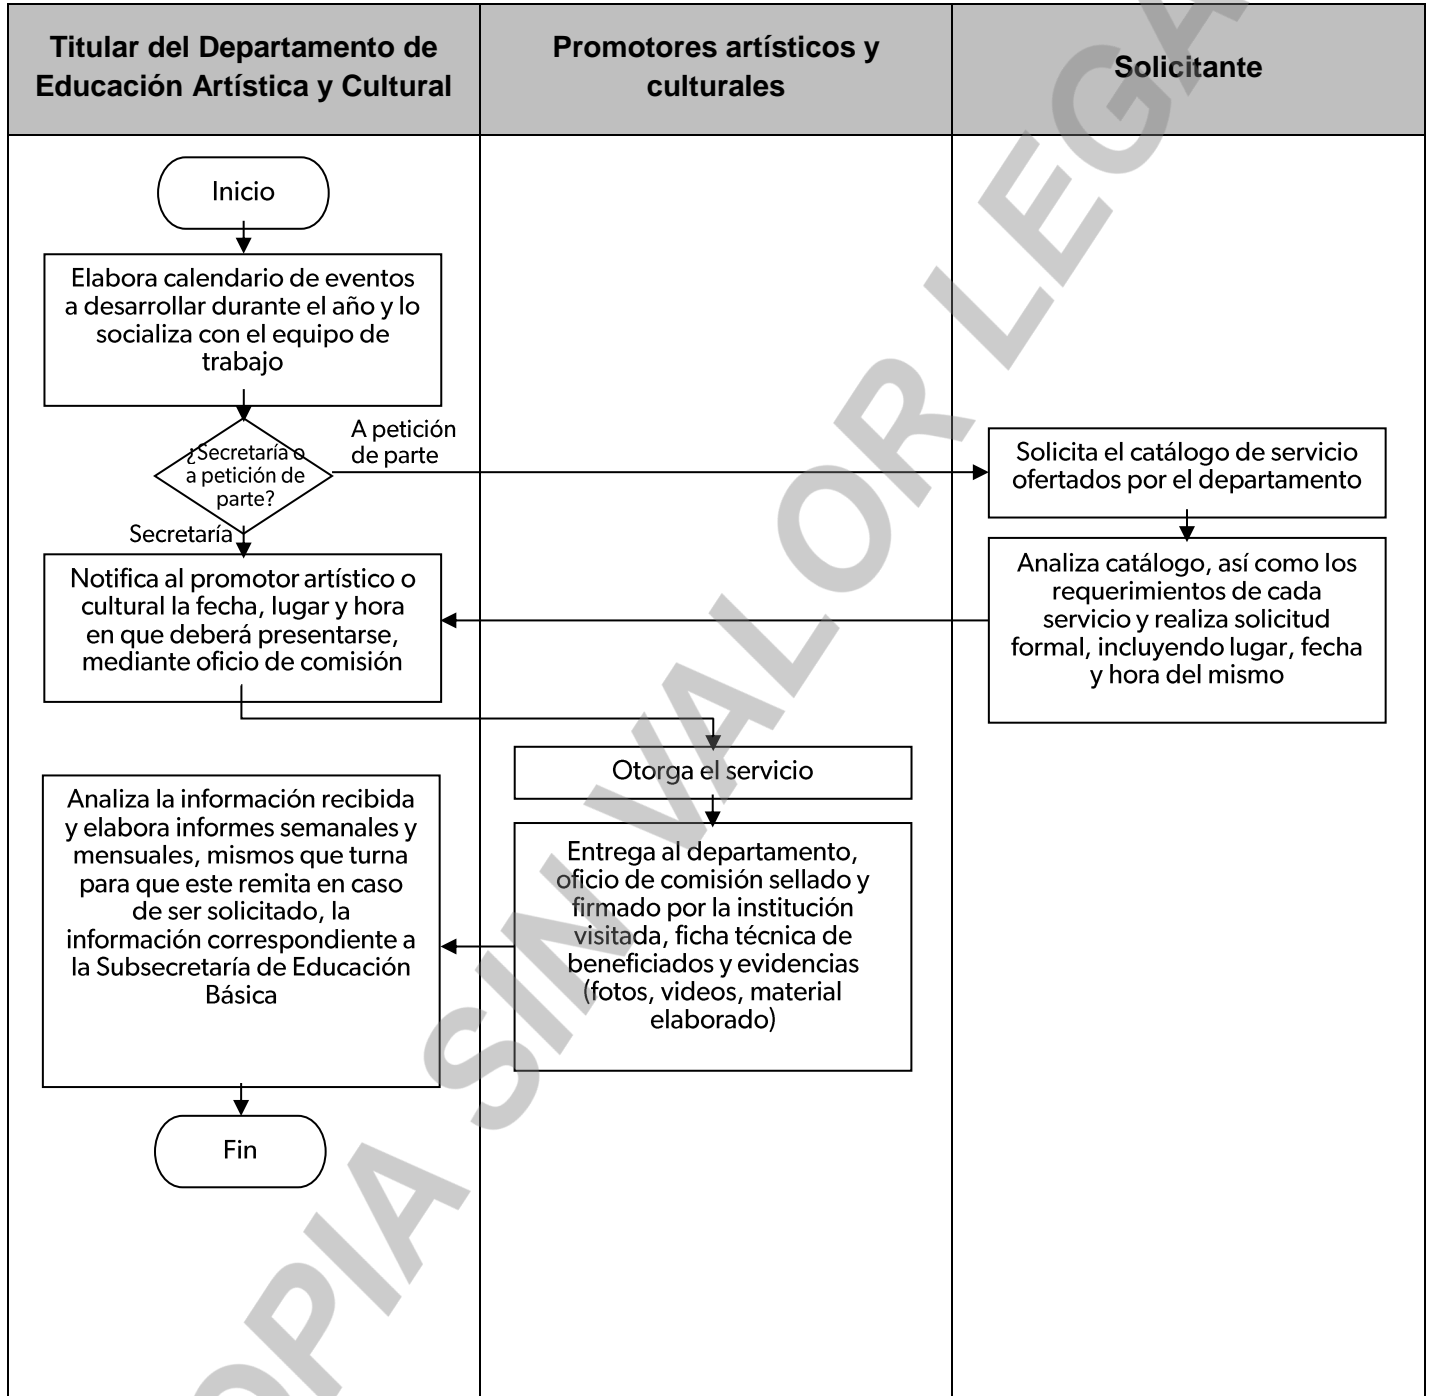 Titular del Departamento de
Educación Artística y Cultural
Promotores artísticos y
culturales
Solicitante
Inicio
Elabora calendario de eventos
a desarrollar durante el año y lo
socializa con el equipo de
trabajo
¿Secretaría o
a petición de
parte?
A petición
de parte
Secretaría
Solicita el catálogo de servicio
ofertados por el departamento
Analiza catálogo, así como los
requerimientos de cada
servicio y realiza solicitud
formal, incluyendo lugar, fecha
y hora del mismo
Notifica al promotor artístico o
cultural la fecha, lugar y hora
en que deberá presentarse,
mediante oficio de comisión
Otorga el servicio
Entrega al departamento,
oficio de comisión sellado y
firmado por la institución
visitada, ficha técnica de
beneficiados y evidencias
(fotos, videos, material
elaborado)
Analiza la información recibida
y elabora informes semanales y
mensuales, mismos que turna
para que este remita en caso
de ser solicitado, la
información correspondiente a
la Subsecretaría de Educación
Básica
Fin
OPIA SIN VALOR LEGA